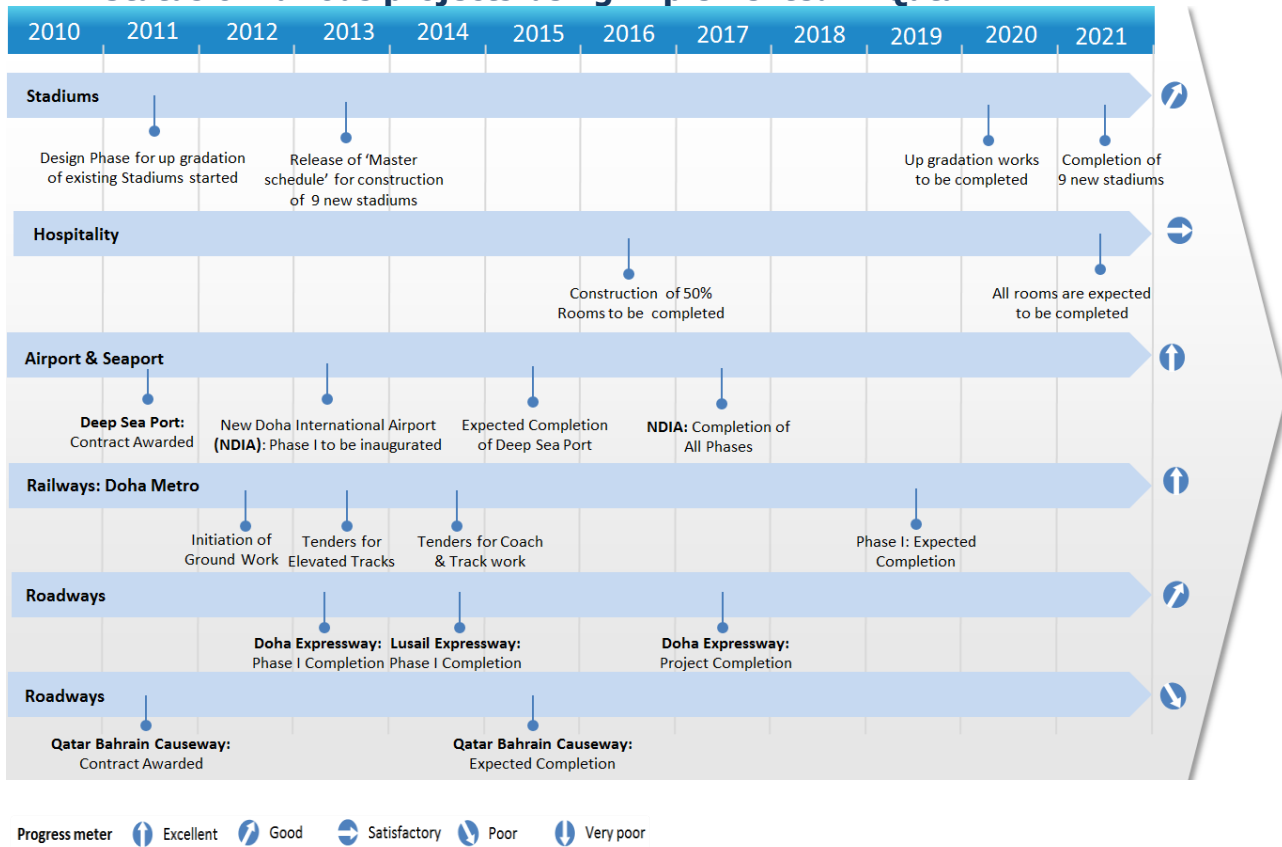 2010 2011 2012 2013 2014 2015 2016 2017 2018 2019 2020 2021
Stadiums
Design Phase for up gradation
of existing Stadiums started
Release of ‘Master
schedule’ for construction
of 9 new stadiums
Up gradation works
to be completed
Completion of
9 new stadiums
Hospitality
Construction of 50%
Rooms to be completed
All rooms are expected
to be completed
Airport & Seaport
Deep Sea Port:
Contract Awarded
New Doha International Airport
(NDIA): Phase I to be inaugurated
Expected Completion
of Deep Sea Port
NDIA: Completion of
All Phases
Railways: Doha Metro
Initiation of
Ground Work
Tenders for
Elevated Tracks
Tenders for Coach
& Track work
Phase I: Expected
Completion
Roadways
Doha Expressway:
Phase I Completion
Lusail Expressway:
Phase I Completion
Doha Expressway:
Project Completion
Roadways
Qatar Bahrain Causeway:
Contract Awarded
Qatar Bahrain Causeway:
Expected Completion
Progress meter Excellent Good Satisfactory Poor Very poor